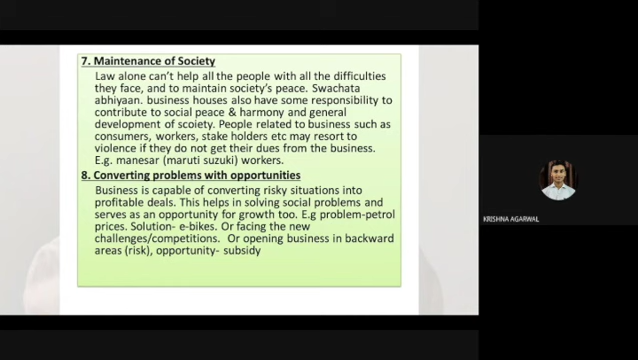 7. Maintenance of Society
Law alone can't help all the people with all the difficulties
they face, and to maintain society's peace. Swachata
abhiyaan. business houses also have some responsibility to
contribute to social peace & harmony and general
development of scoiety. People related to business such as
consumers, workers, stake holders etc may resort to
violence if they do not get their dues from the business.
E.g. manesar (maruti suzuki) workers.
8. Converting problems with opportunities
Business is capable of converting risky situations into
profitable deals. This helps in solving social problems and
serves as an opportunity for growth too. E.g problem-petrol
prices. Solution- e-bikes. Or facing the new
challenges/competitions. Or opening business in backward
areas (risk), opportunity- subsidy
KRISHNA AGARWAL